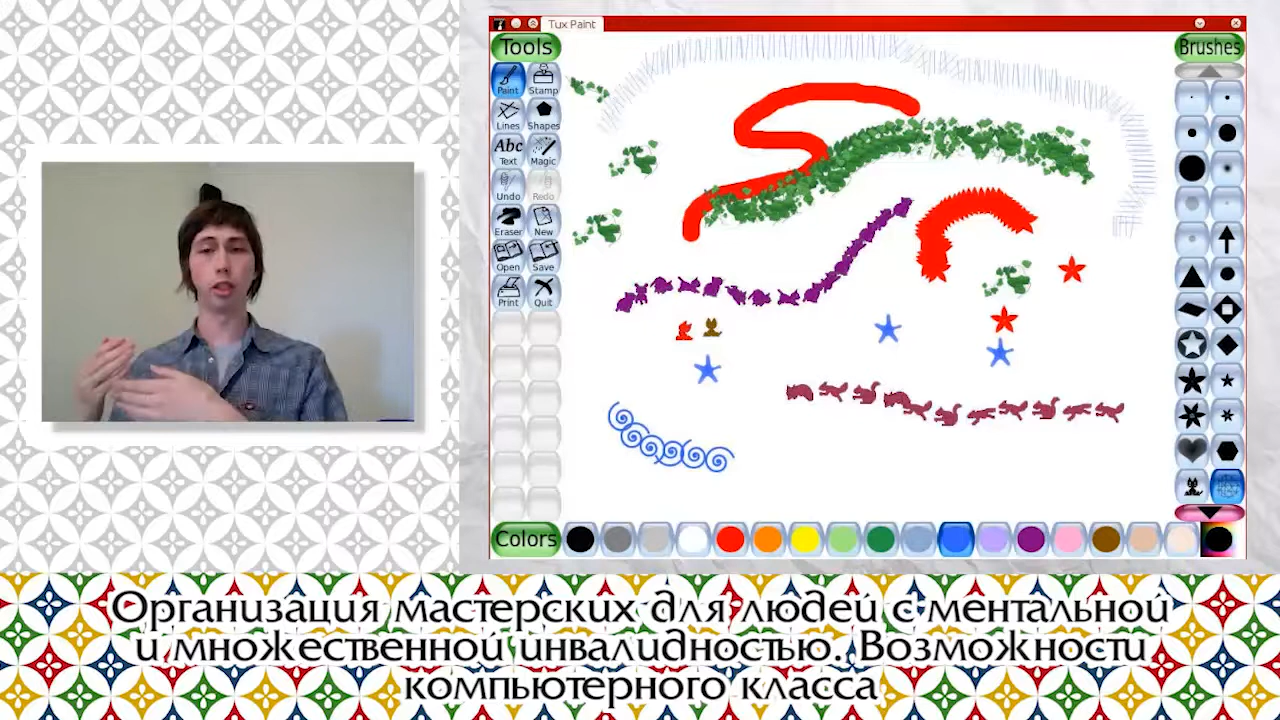 Tux Paint
Tools
Brushes
Paint
Stamp
Lines
Shapes
Abc
Text
Magic
Undo
Redo
Eraser
New
Open
Save
Print
Quit
Colors
Организация мастерских для людей с ментальной
и множественной инвалидностью. Возможности
компьютерного класса